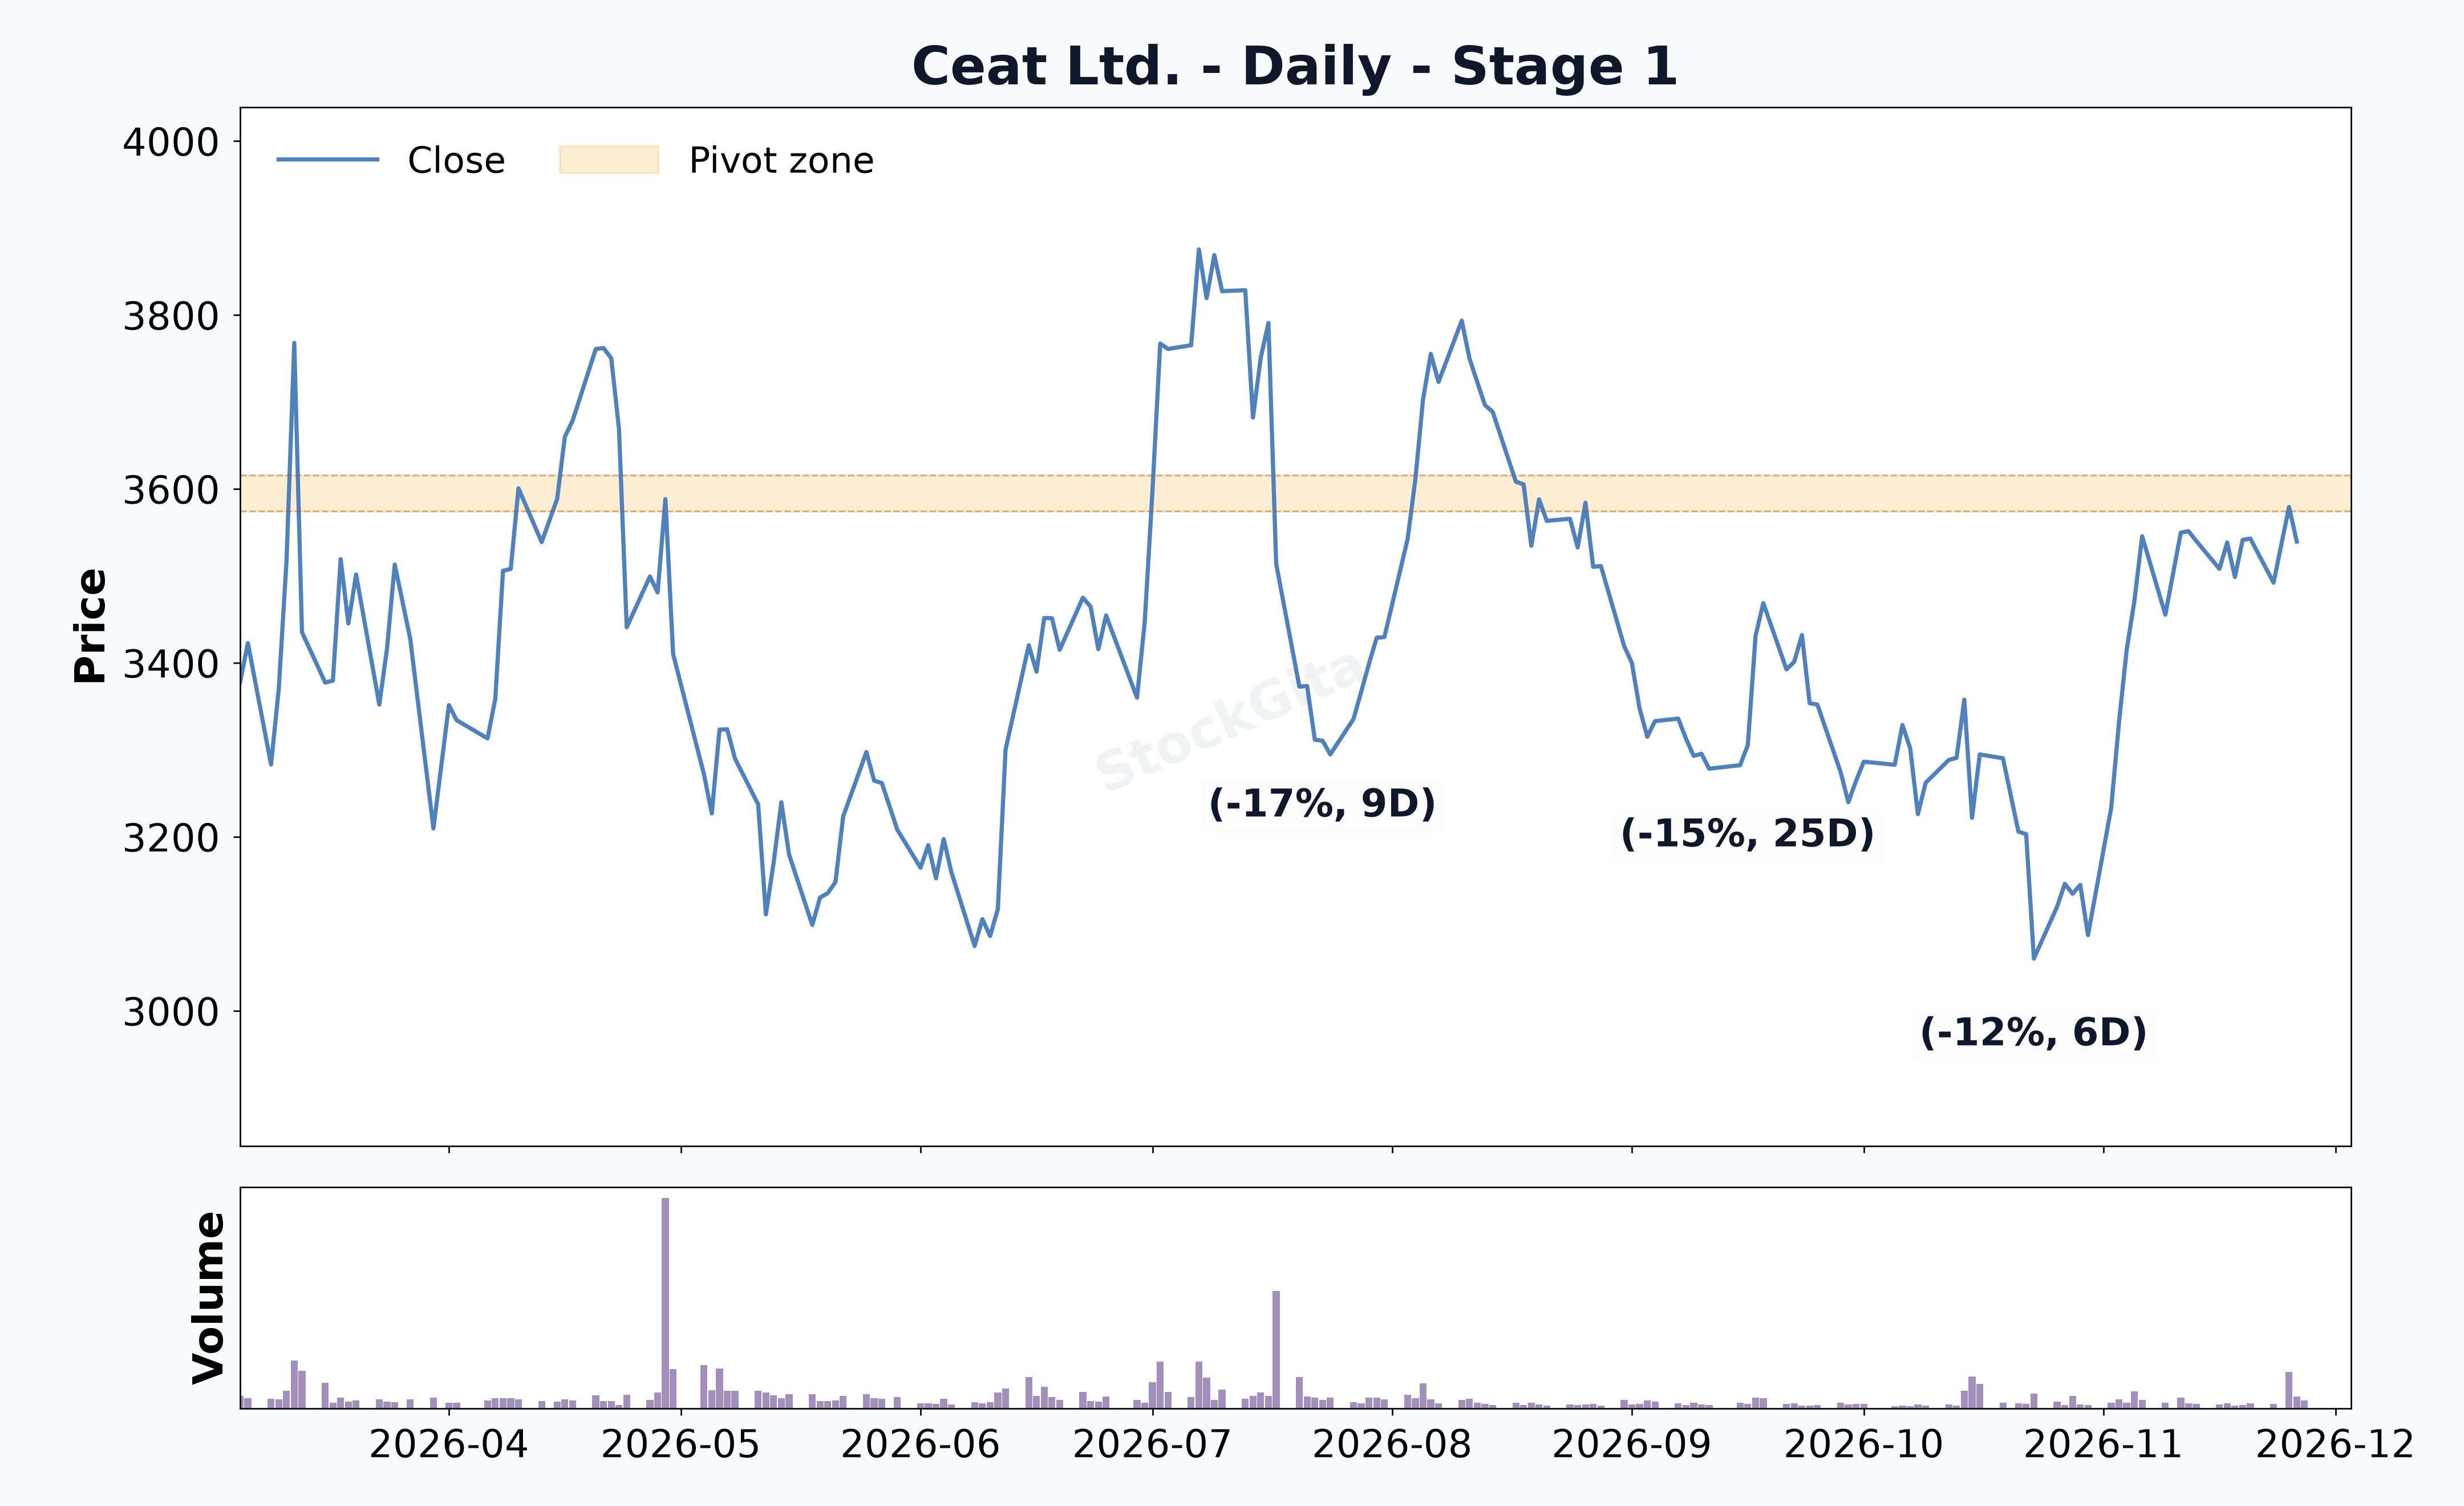 Ceat Ltd. - Daily - Stage 1
Close
Pivot zone
4000
3800
3600
3400
3200
3000
Price
StockGita
(-17%, 9D)
(-15%, 25D)
(-12%, 6D)
Volume
2026-04
2026-05
2026-06
2026-07
2026-08
2026-09
2026-10
2026-11
2026-12